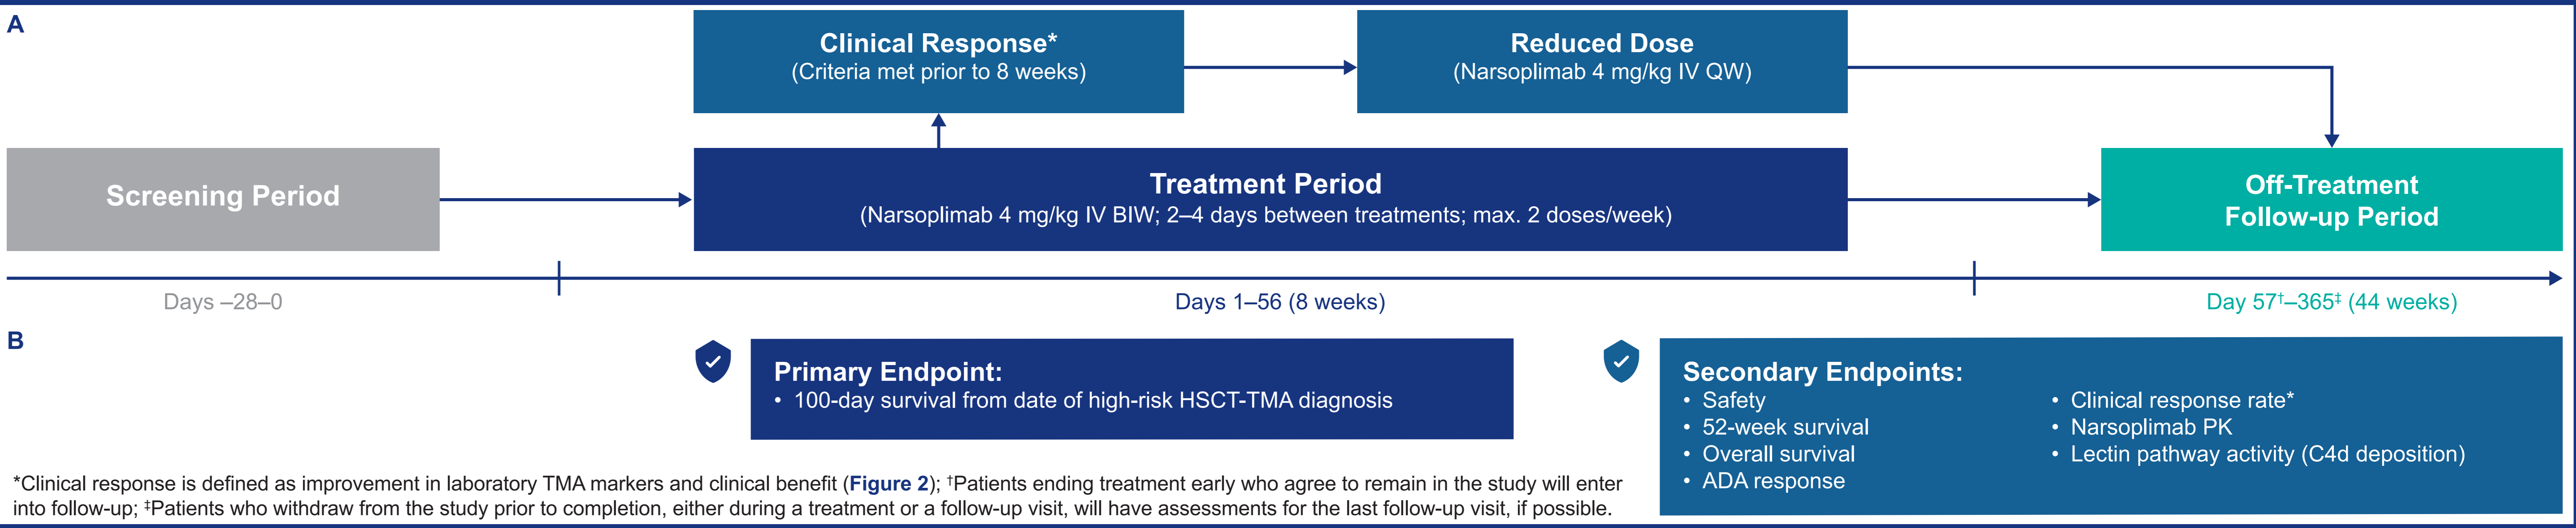 A
Clinical Response*
(Criteria met prior to 8 weeks)
Reduced Dose
(Narsoplimab 4 mg/kg IV QW)
Screening Period
Treatment Period
(Narsoplimab 4 mg/kg IV BIW; 2–4 days between treatments; max. 2 doses/week)
Off-Treatment
Follow-up Period
Days –28–0
Days 1–56 (8 weeks)
Day 57†–365‡ (44 weeks)
B
Primary Endpoint:
• 100-day survival from date of high-risk HSCT-TMA diagnosis
Secondary Endpoints:
• Safety
• 52-week survival
• Overall survival
• ADA response
• Clinical response rate*
• Narsoplimab PK
• Lectin pathway activity (C4d deposition)
*Clinical response is defined as improvement in laboratory TMA markers and clinical benefit (Figure 2); †Patients ending treatment early who agree to remain in the study will enter
into follow-up; ‡Patients who withdraw from the study prior to completion, either during a treatment or a follow-up visit, will have assessments for the last follow-up visit, if possible.